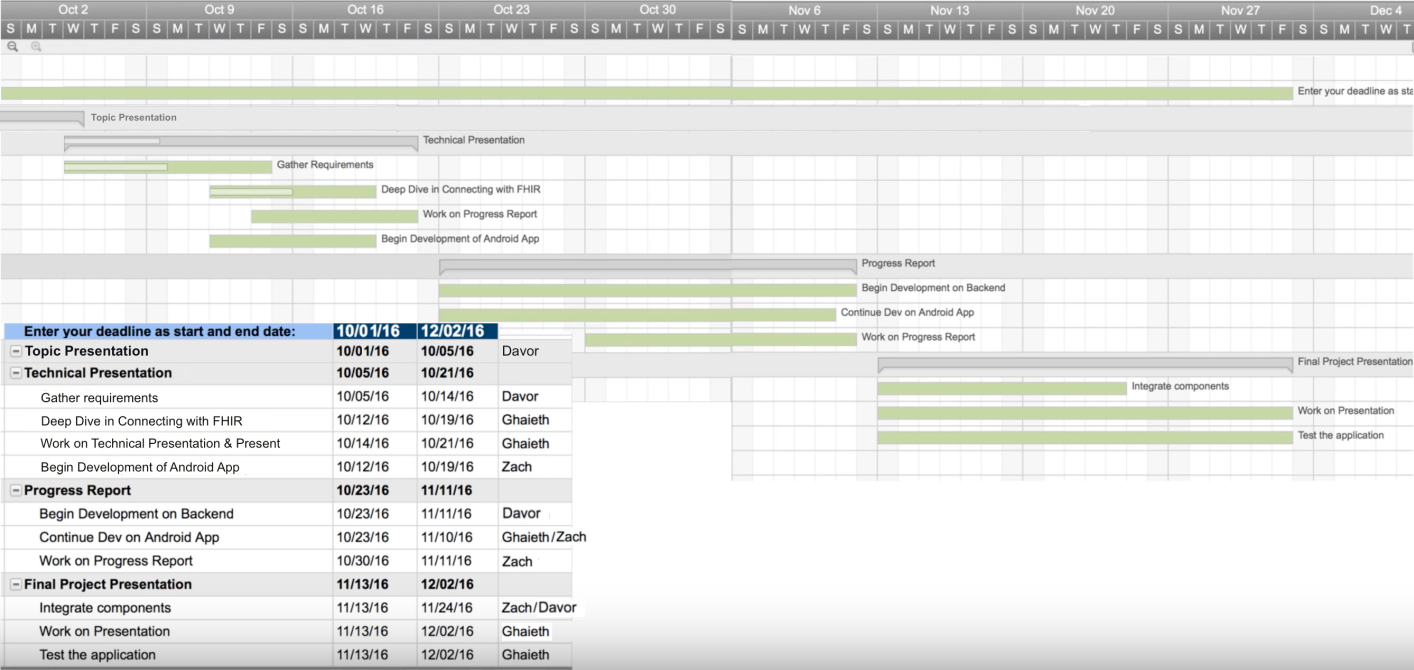 Oct 2 Oct 9 Oct 16 Oct 23 Oct 30 Nov 6 Nov 13 Nov 20 Nov 27 Dec 4
S M T W T F S S M T W T F S S M T W T F S S M T W T F S S M T W T F S S M T W T F S S M T W T F S S M T W T F S S M T W T F S S M T W T
Enter your deadline as sta
Topic Presentation
Technical Presentation
Gather Requirements
Deep Dive in Connecting with FHIR
Work on Progress Report
Begin Development of Android App
Progress Report
Begin Development on Backend
Continue Dev on Android App
Work on Progress Report
Final Project Presentation
Integrate components
Work on Presentation
Test the application
Enter your deadline as start and end date: 10/01/16 12/02/16
Topic Presentation 10/01/16 10/05/16 Davor
Technical Presentation 10/05/16 10/21/16
Gather requirements 10/05/16 10/14/16 Davor
Deep Dive in Connecting with FHIR 10/12/16 10/19/16 Ghaieth
Work on Technical Presentation & Present 10/14/16 10/21/16 Ghaieth
Begin Development of Android App 10/12/16 10/19/16 Zach
Progress Report 10/23/16 11/11/16
Begin Development on Backend 10/23/16 11/11/16 Davor
Continue Dev on Android App 10/23/16 11/10/16 Ghaieth/Zach
Work on Progress Report 10/30/16 11/11/16 Zach
Final Project Presentation 11/13/16 12/02/16
Integrate components 11/13/16 11/24/16 Zach/Davor
Work on Presentation 11/13/16 12/02/16 Ghaieth
Test the application 11/13/16 12/02/16 Ghaieth